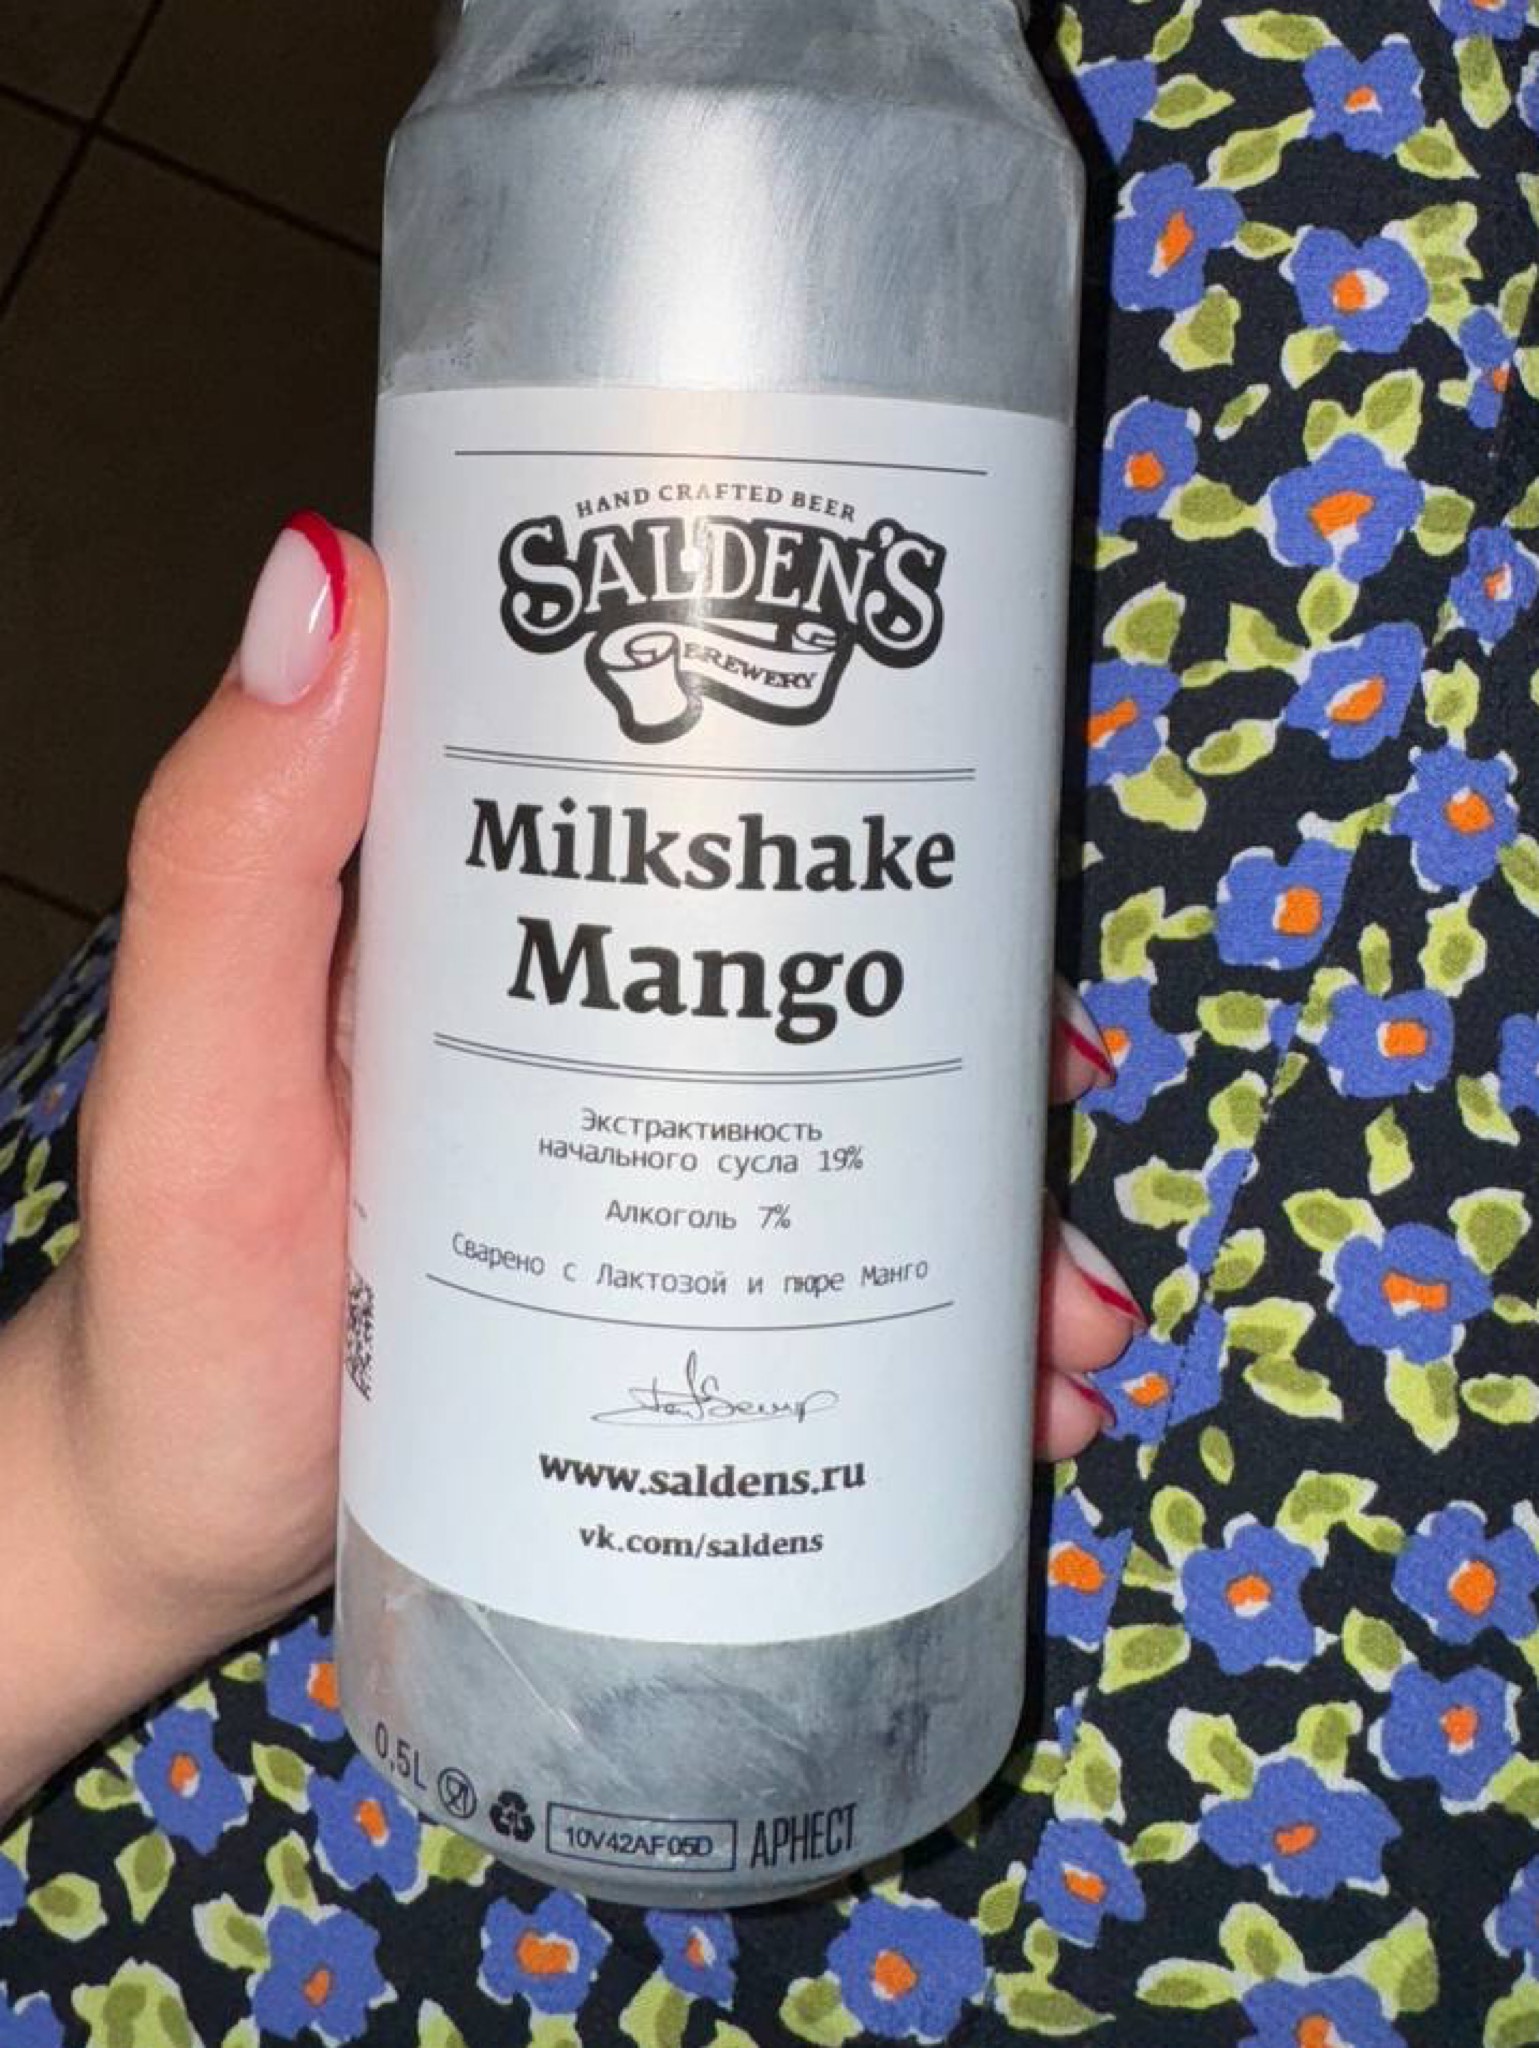 HAND CRAFTED BEER
SALDEN'S
BREWERY
Milkshake
Mango
Экстрактивность
начального сусла 19%
Алкоголь 7%
Сварено с Лактозой и пюре Манго
www.saldens.ru
vk.com/saldens
0,5L
10V42AF05D АРНЕСТ